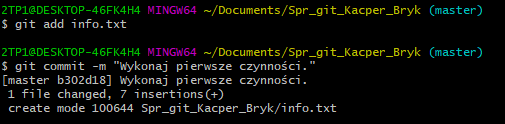 2TP1@DESKTOP-46FK4H4 MINGW64 ~/Documents/Spr_git_Kacper_Bryk (master)
$ git add info.txt
2TP1@DESKTOP-46FK4H4 MINGW64 ~/Documents/Spr_git_Kacper_Bryk (master)
$ git commit -m "Wykonaj pierwsze czynności."
[master b302d18] Wykonaj pierwsze czynności.
 1 file changed, 7 insertions(+)
 create mode 100644 Spr_git_Kacper_Bryk/info.txt